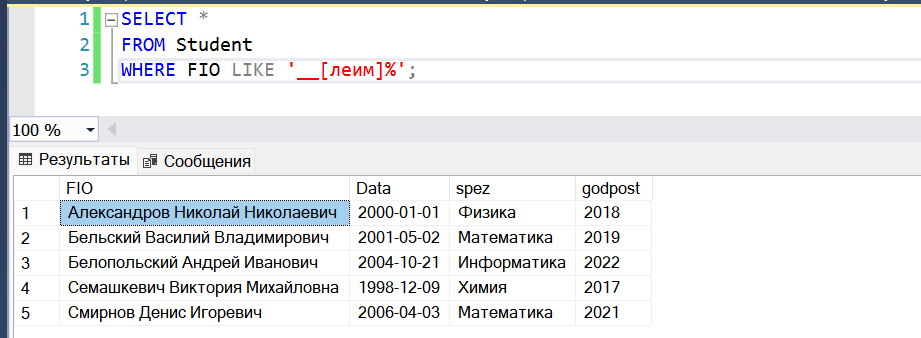 1 SELECT *
2 FROM Student
3 WHERE FIO LIKE '__[леим]%';
100 %
Результаты Сообщения
FIO Data spez godpost
1 Александров Николай Николаевич 2000-01-01 Физика 2018
2 Бельский Василий Владимирович 2001-05-02 Математика 2019
3 Белопольский Андрей Иванович 2004-10-21 Информатика 2022
4 Семашкевич Виктория Михайловна 1998-12-09 Химия 2017
5 Смирнов Денис Игоревич 2006-04-03 Математика 2021